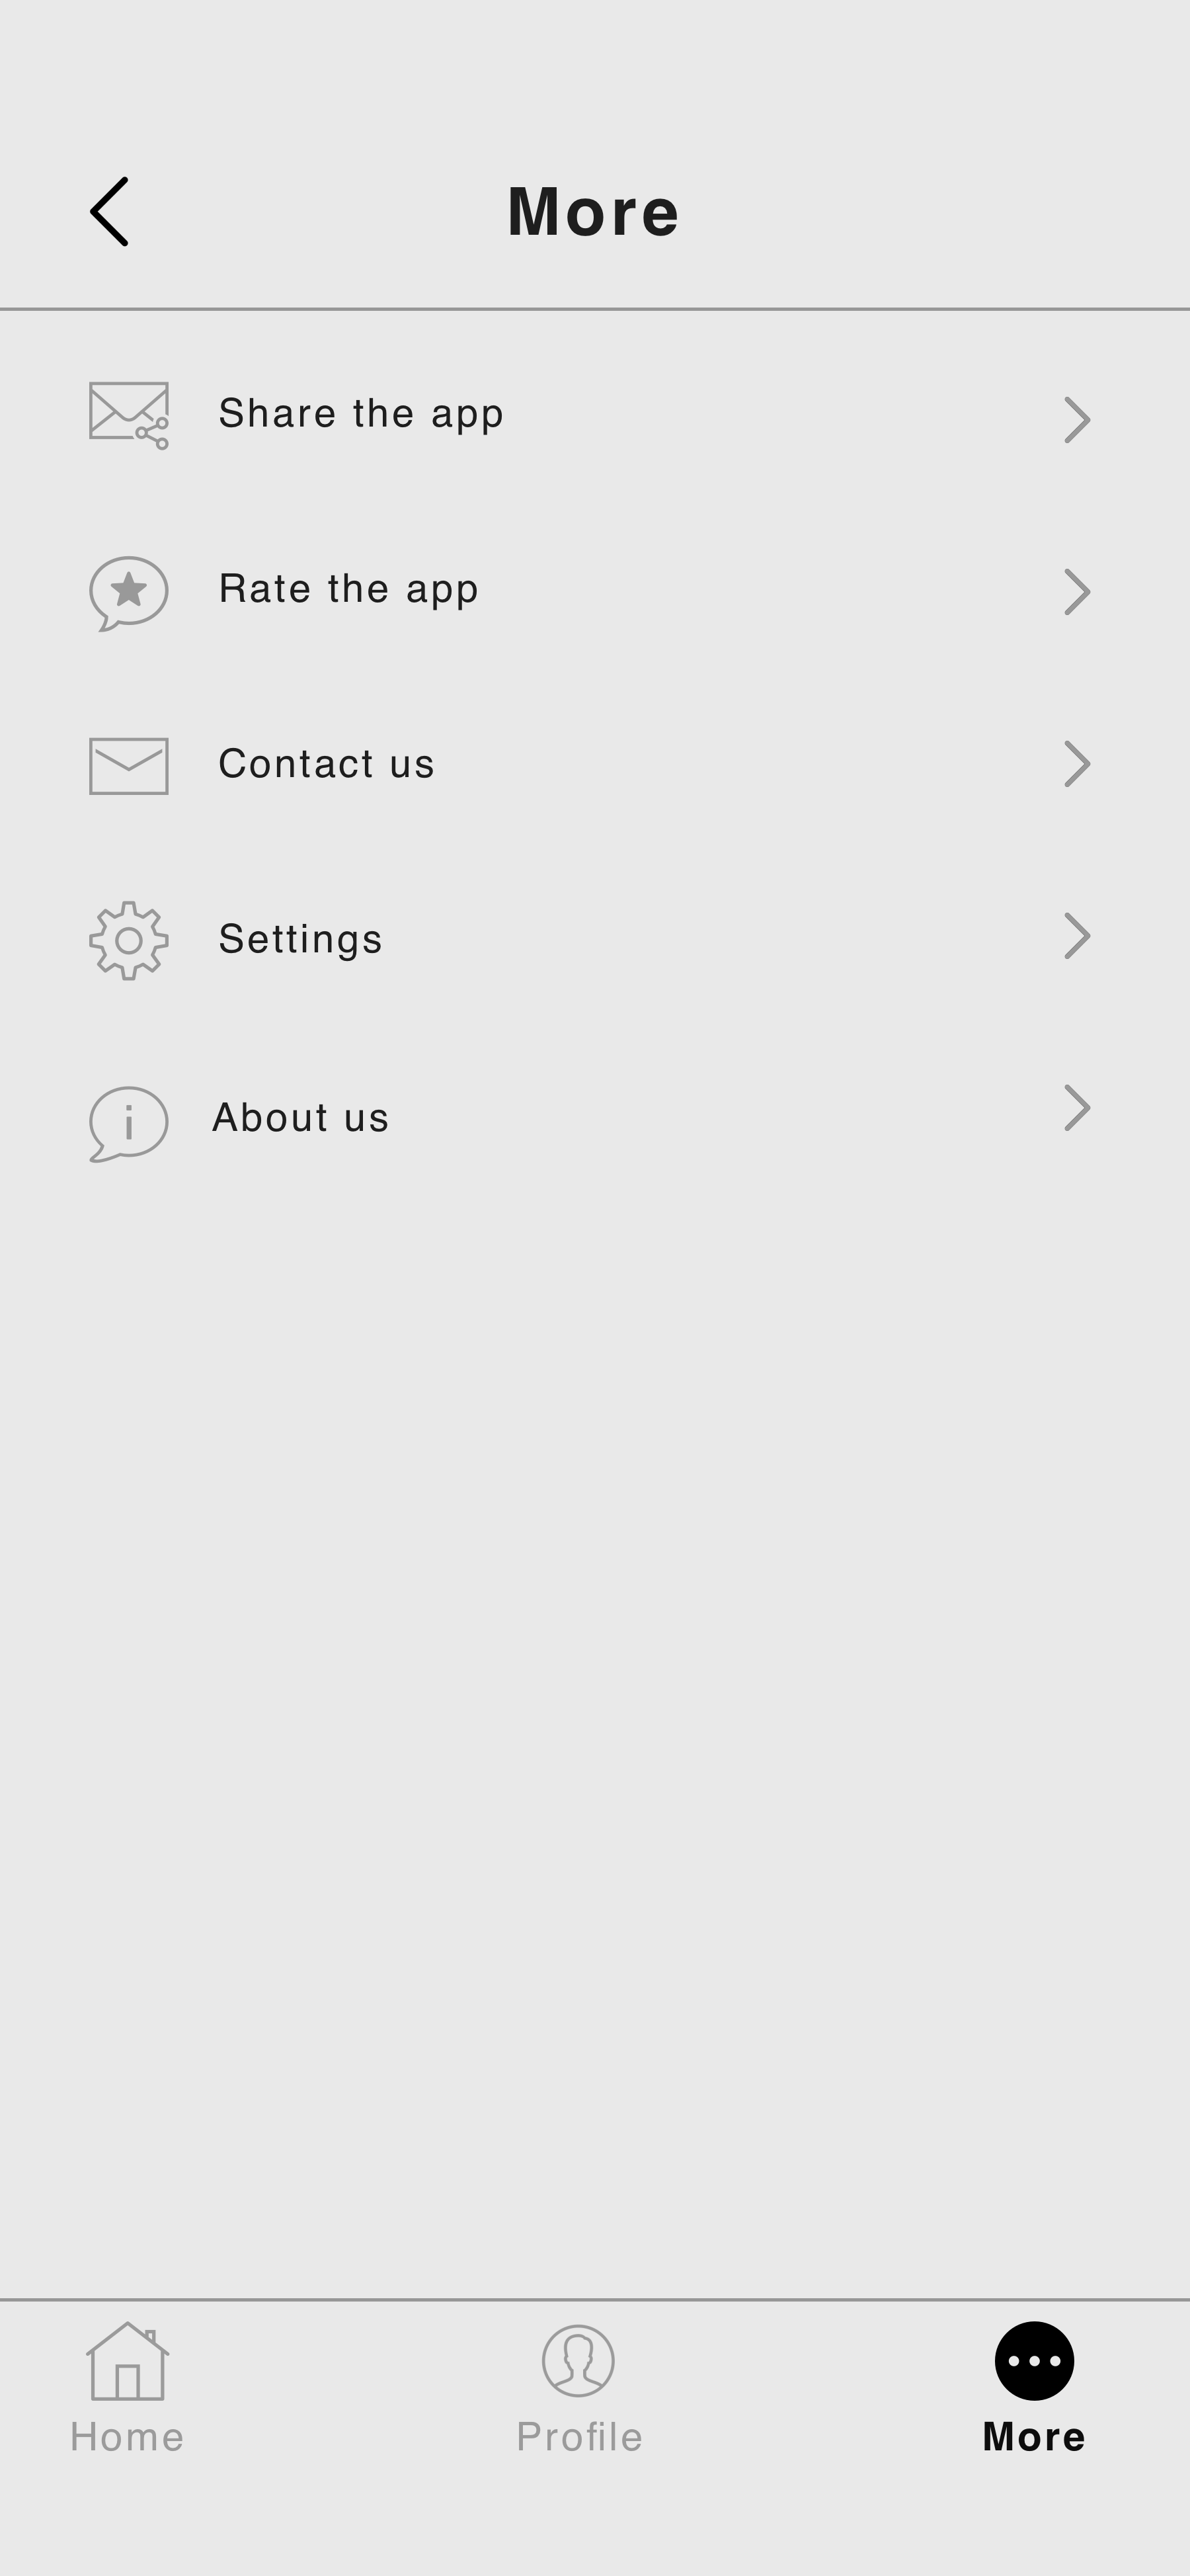 More
Share the app
Rate the app
Contact us
Settings
About us
Home
Profile
More